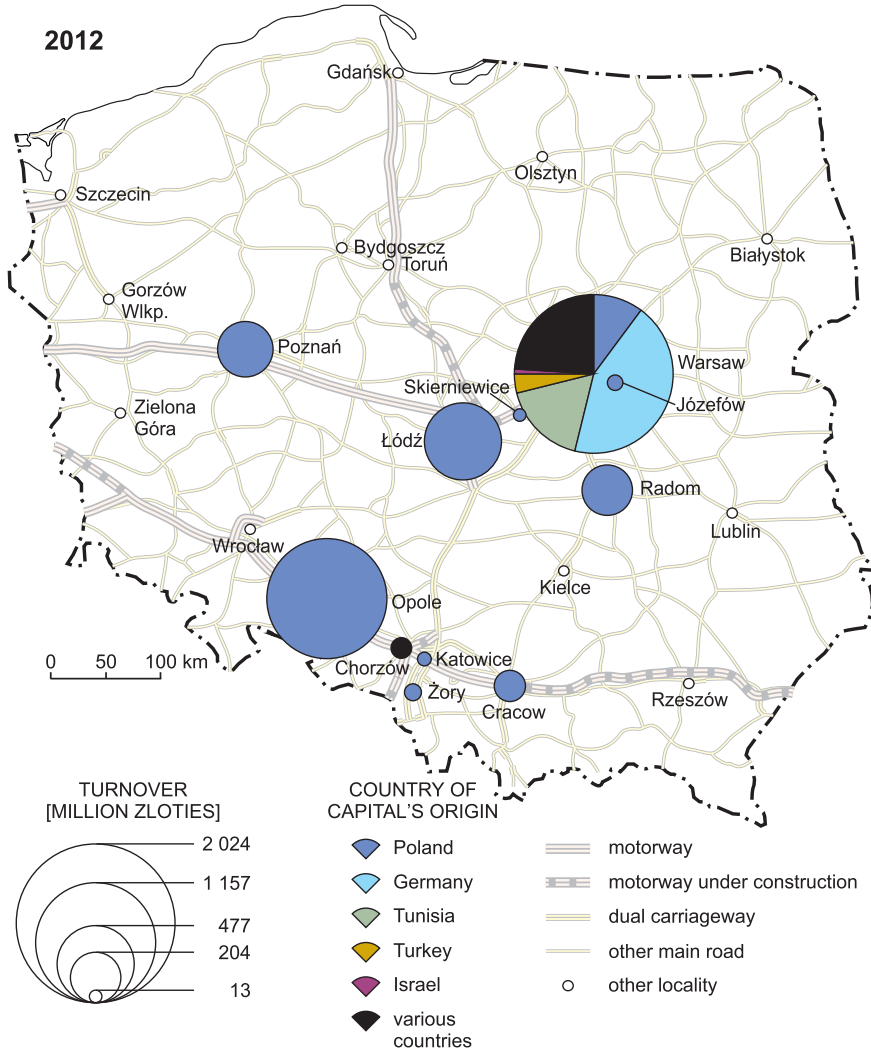 2012
Gdańsk
Olsztyn
Szczecin
Bydgoszcz
Toruń
Białystok
Gorzów
Wlkp.
Poznań
Warsaw
Skierniewice
Józefów
Zielona
Góra
Łódź
Radom
Lublin
Wrocław
Kielce
Opole
0 50 100 km
Chorzów
Katowice
Żory
Cracow
Rzeszów
TURNOVER
[MILLION ZLOTIES]
2 024
1 157
477
204
13
COUNTRY OF
CAPITAL'S ORIGIN
Poland
Germany
Tunisia
Turkey
Israel
various
countries
motorway
motorway under construction
dual carriageway
other main road
other locality